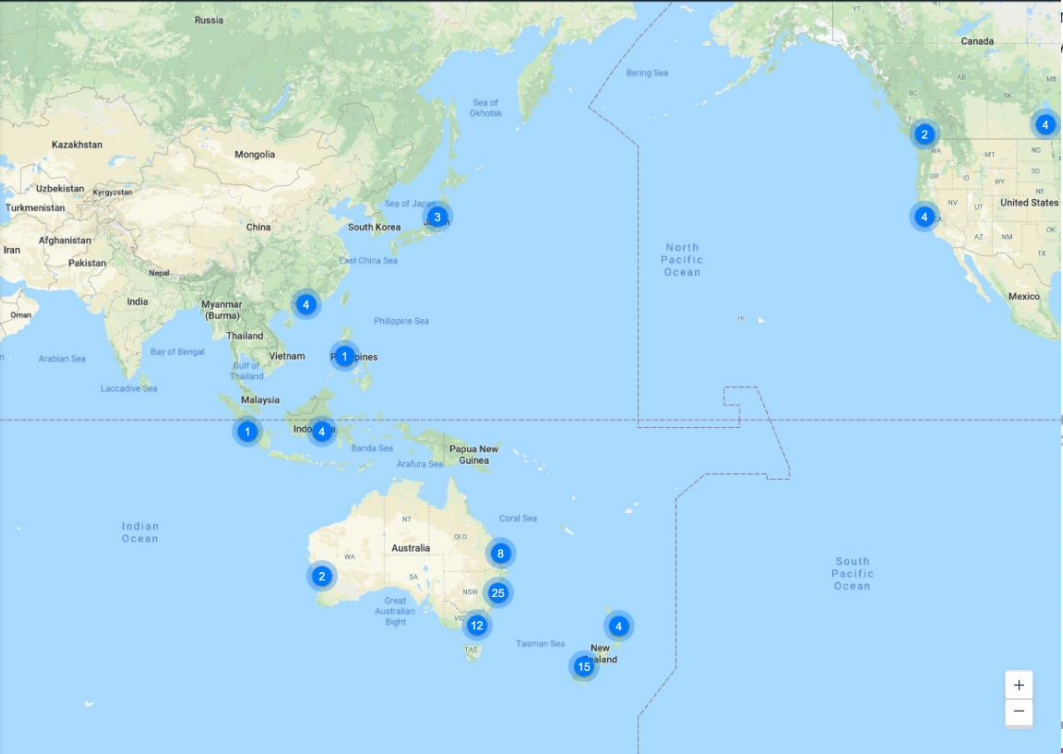 Russia
YT
Canada
Bering Sea
AB
MB
BC
SK
Sea of
Okhotsk
2
4
Kazakhstan
Mongolia
WA
MT
ND
OR
ID
SD
WY
NE
Uzbekistan
Kyrgyzstan
Turkmenistan
Sea of Japan
3
4
NV
UT
United States
China
South Korea
OK
AZ
NM
TX
Afghanistan
Iran
Pakistan
East China Sea
North
Pacific
Ocean
Nepal
Mexico
India
Myanmar
(Burma)
4
Oman
HI
Philippine Sea
Thailand
Bay of Bengal
Vietnam
1
Arabian Sea
Gulf of
Thailand
Laccadive Sea
Malaysia
1
4
Banda Sea
Papua New
Guinea
Arafura Sea
Indian
Ocean
NT
Coral Sea
QLD
Australia
WA
8
SA
2
NSW
25
South
Pacific
Ocean
Great
Australian
Bight
12
4
Tasman Sea
TAS
New
15
+
−